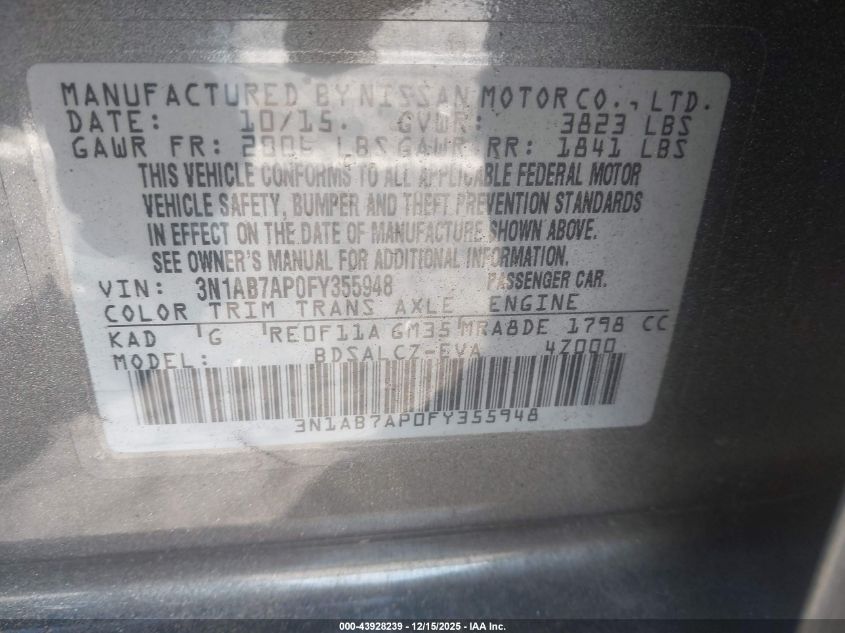 MANUFACTURED BY NISSAN MOTOR CO., LTD.
DATE: 10/15. GVWR: 3823 LBS
GAWR FR: LBS GAWR RR: 1841 LBS
THIS VEHICLE CONFORMS TO ALL APPLICABLE FEDERAL MOTOR
VEHICLE SAFETY, BUMPER AND THEFT PREVENTION STANDARDS
IN EFFECT ON THE DATE OF MANUFACTURE SHOWN ABOVE.
SEE OWNER'S MANUAL FOR ADDITIONAL INFORMATION.
VIN: 3N1AB7AP0FY355948 PASSENGER CAR.
COLOR TRIM TRANS AXLE ENGINE
KAD G RE0F11A GM35 MRA8DE 1798 CC
MODEL: BDSALCZ-EVA 4Z000
3N1AB7AP0FY355948
000-43928239 - 12/15/2025 - IAA Inc.